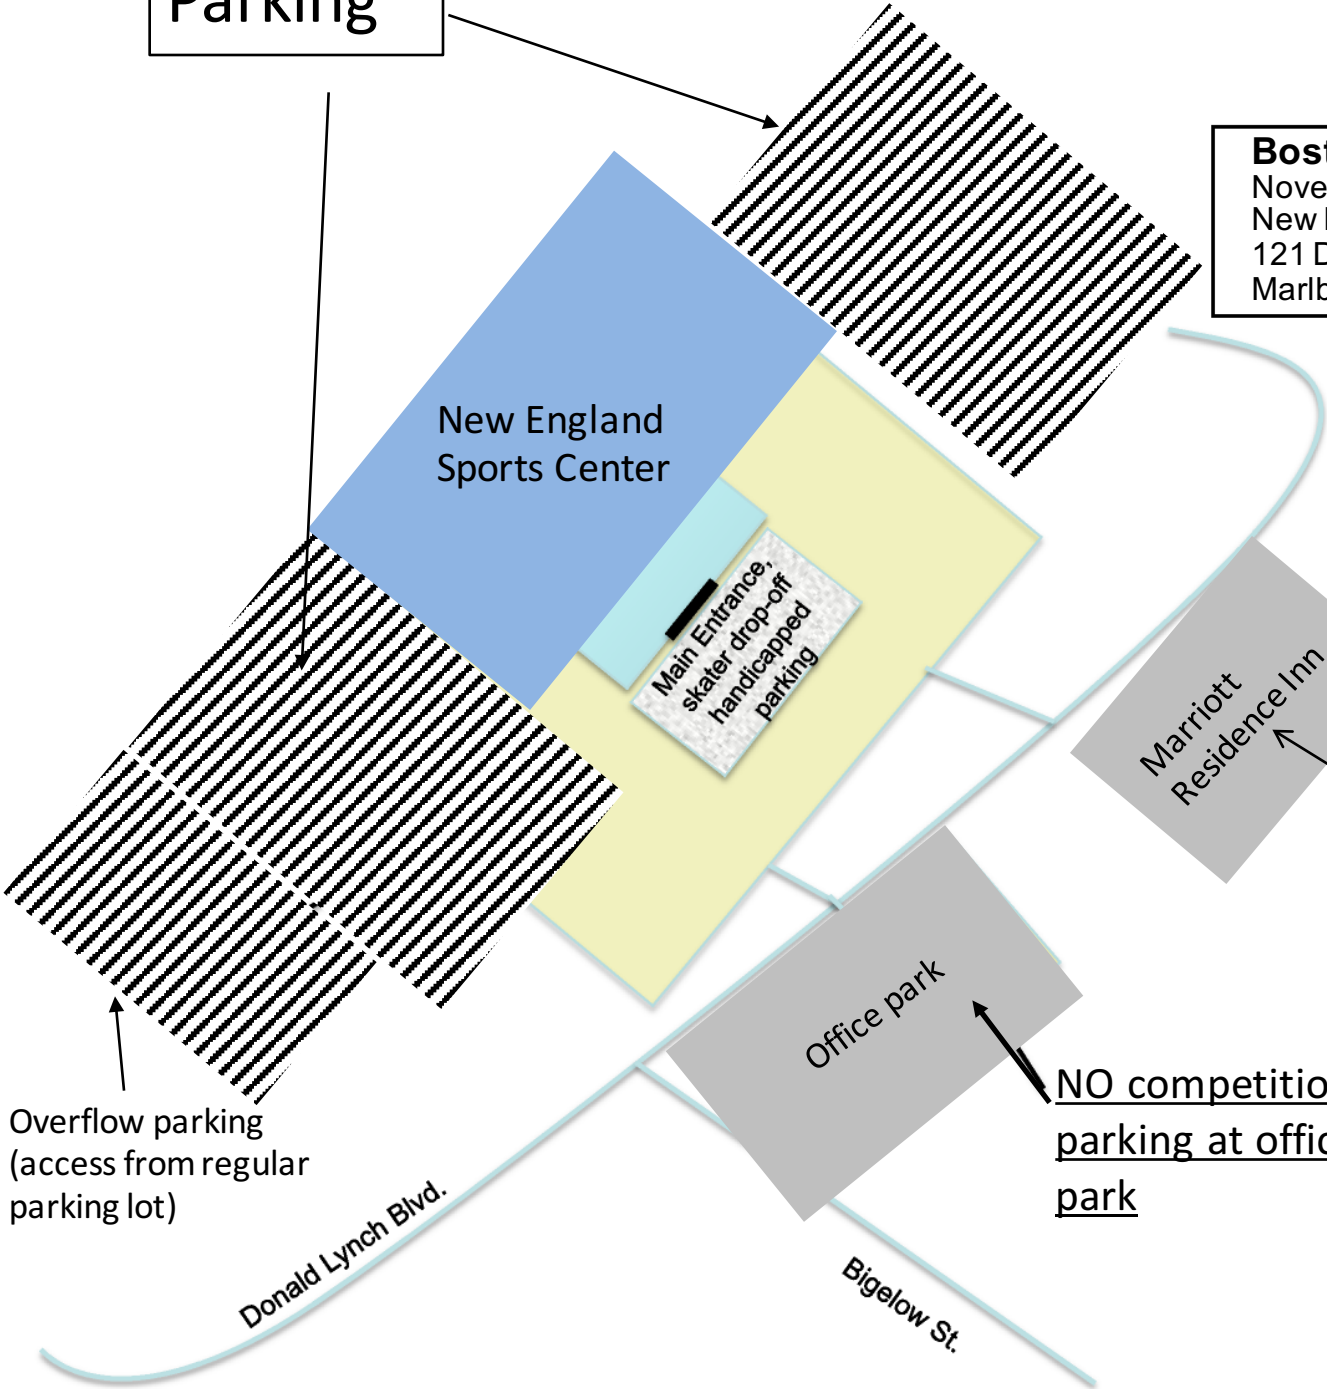 Parking
Bost
Nove
New
121 D
Marlb
New England
Sports Center
Main Entrance,
skater drop-off
handicapped
parking
Marriott
Residence Inn
Office park
NO competitio
parking at offic
park
Overflow parking
(access from regular
parking lot)
Donald Lynch Blvd.
Bigelow St.